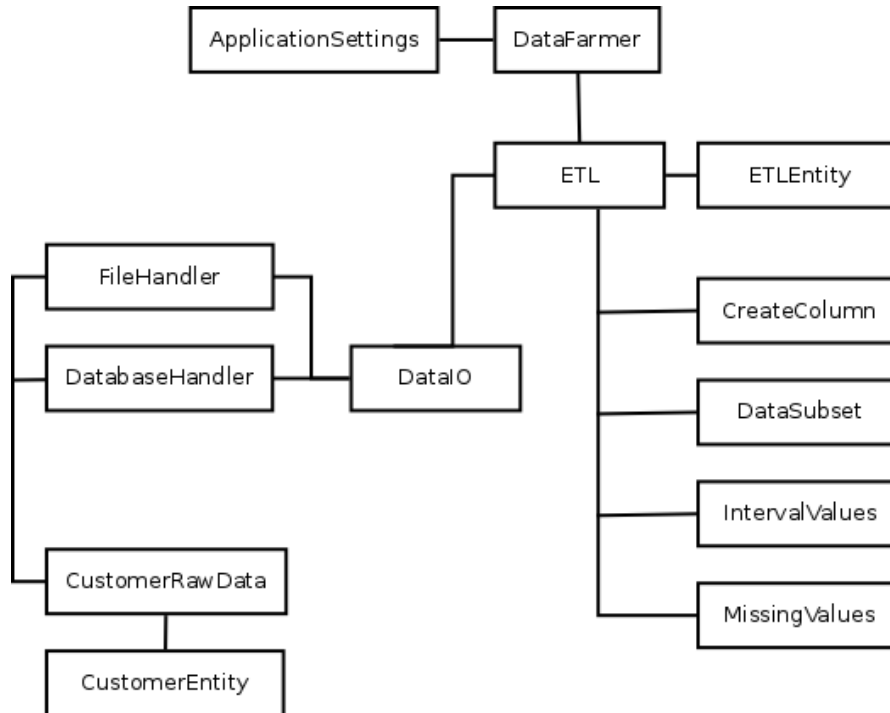 ApplicationSettings
DataFarmer
ETL
ETLEntity
FileHandler
CreateColumn
DatabaseHandler
DataIO
DataSubset
IntervalValues
CustomerRawData
MissingValues
CustomerEntity